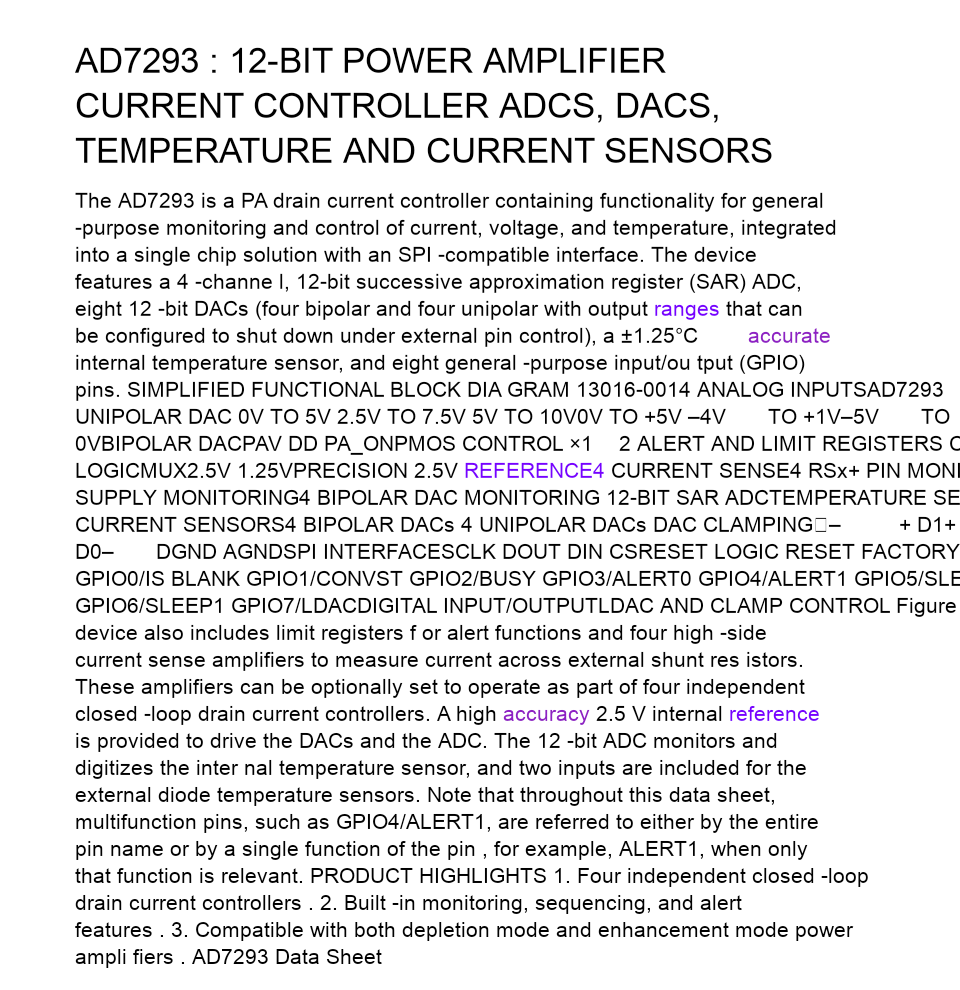 AD7293 : 12-BIT POWER AMPLIFIER
CURRENT CONTROLLER ADCS, DACS,
TEMPERATURE AND CURRENT SENSORS
The AD7293 is a PA drain current controller containing functionality for general
-purpose monitoring and control of current, voltage, and temperature, integrated
into a single chip solution with an SPI -compatible interface. The device
features a 4 -channe l, 12-bit successive approximation register (SAR) ADC,
eight 12 -bit DACs (four bipolar and four unipolar with output ranges that can
be configured to shut down under external pin control), a ±1.25°C accurate
internal temperature sensor, and eight general -purpose input/ou tput (GPIO)
pins. SIMPLIFIED FUNCTIONAL BLOCK DIA GRAM 13016-0014 ANALOG INPUTSAD7293
UNIPOLAR DAC 0V TO 5V 2.5V TO 7.5V 5V TO 10V0V TO +5V –4V TO +1V–5V TO
0VBIPOLAR DACPAV DD PA_ONPMOS CONTROL ×1 2 ALERT AND LIMIT REGISTERS C
LOGICMUX2.5V 1.25VPRECISION 2.5V REFERENCE4 CURRENT SENSE4 RSx+ PIN MONI
SUPPLY MONITORING4 BIPOLAR DAC MONITORING 12-BIT SAR ADCTEMPERATURE SE
CURRENT SENSORS4 BIPOLAR DACs 4 UNIPOLAR DACs DAC CLAMPING□– + D1+
D0– DGND AGNDSPI INTERFACESCLK DOUT DIN CSRESET LOGIC RESET FACTORY
GPIO0/IS BLANK GPIO1/CONVST GPIO2/BUSY GPIO3/ALERT0 GPIO4/ALERT1 GPIO5/SLE
GPIO6/SLEEP1 GPIO7/LDACDIGITAL INPUT/OUTPUTLDAC AND CLAMP CONTROL Figure
device also includes limit registers f or alert functions and four high -side
current sense amplifiers to measure current across external shunt res istors.
These amplifiers can be optionally set to operate as part of four independent
closed -loop drain current controllers. A high accuracy 2.5 V internal reference
is provided to drive the DACs and the ADC. The 12 -bit ADC monitors and
digitizes the inter nal temperature sensor, and two inputs are included for the
external diode temperature sensors. Note that throughout this data sheet,
multifunction pins, such as GPIO4/ALERT1, are referred to either by the entire
pin name or by a single function of the pin , for example, ALERT1, when only
that function is relevant. PRODUCT HIGHLIGHTS 1. Four independent closed -loop
drain current controllers . 2. Built -in monitoring, sequencing, and alert
features . 3. Compatible with both depletion mode and enhancement mode power
ampli fiers . AD7293 Data Sheet